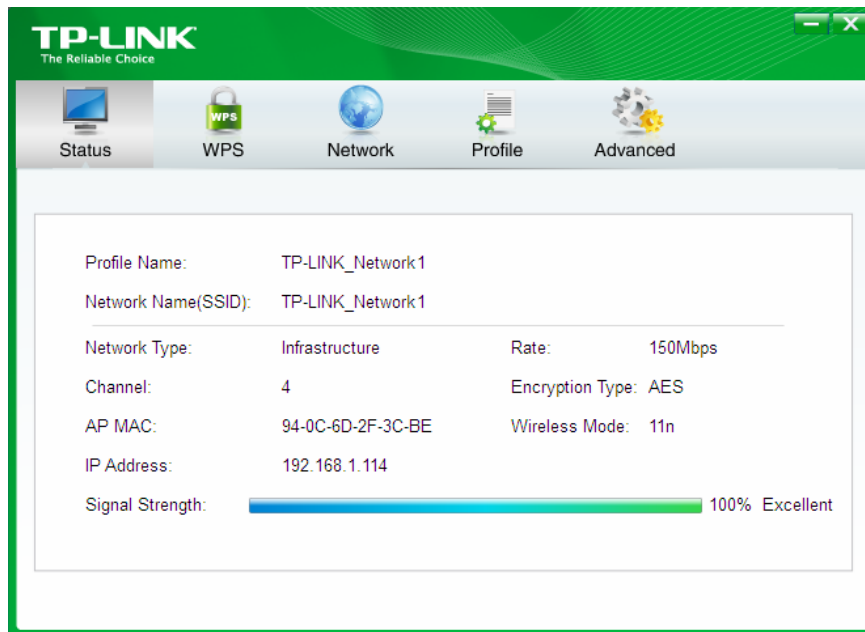 TP-LINK
The Reliable Choice
Status WPS WPS Network Profile Advanced
Profile Name: TP-LINK_Network1
Network Name(SSID): TP-LINK_Network1
Network Type: Infrastructure Rate: 150Mbps
Channel: 4 Encryption Type: AES
AP MAC: 94-0C-6D-2F-3C-BE Wireless Mode: 11n
IP Address: 192.168.1.114
Signal Strength: 100% Excellent